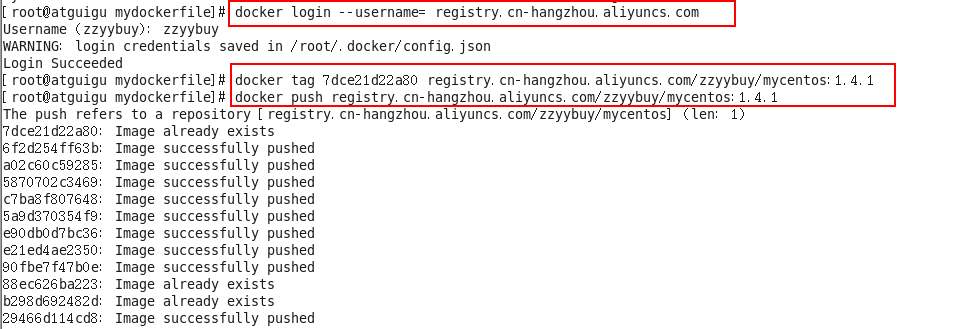 [root@atguigu mydockerfile]# docker login --username= registry.cn-hangzhou.aliyuncs.com
Username (zzyybuy): zzyybuy
WARNING: login credentials saved in /root/.docker/config.json
Login Succeeded
[root@atguigu mydockerfile]# docker tag 7dce21d22a80 registry.cn-hangzhou.aliyuncs.com/zzyybuy/mycentos:1.4.1
[root@atguigu mydockerfile]# docker push registry.cn-hangzhou.aliyuncs.com/zzyybuy/mycentos:1.4.1
The push refers to a repository [registry.cn-hangzhou.aliyuncs.com/zzyybuy/mycentos] (len: 1)
7dce21d22a80: Image already exists
6f2d254ff63b: Image successfully pushed
a02c60c59285: Image successfully pushed
5870702c3469: Image successfully pushed
c7ba8f807648: Image successfully pushed
5a9d370354f9: Image successfully pushed
e90db0d7bc36: Image successfully pushed
e21ed4ae2350: Image successfully pushed
90fbe7f47b0e: Image successfully pushed
88ec626ba223: Image already exists
b298d692482d: Image already exists
29466d114cd8: Image successfully pushed